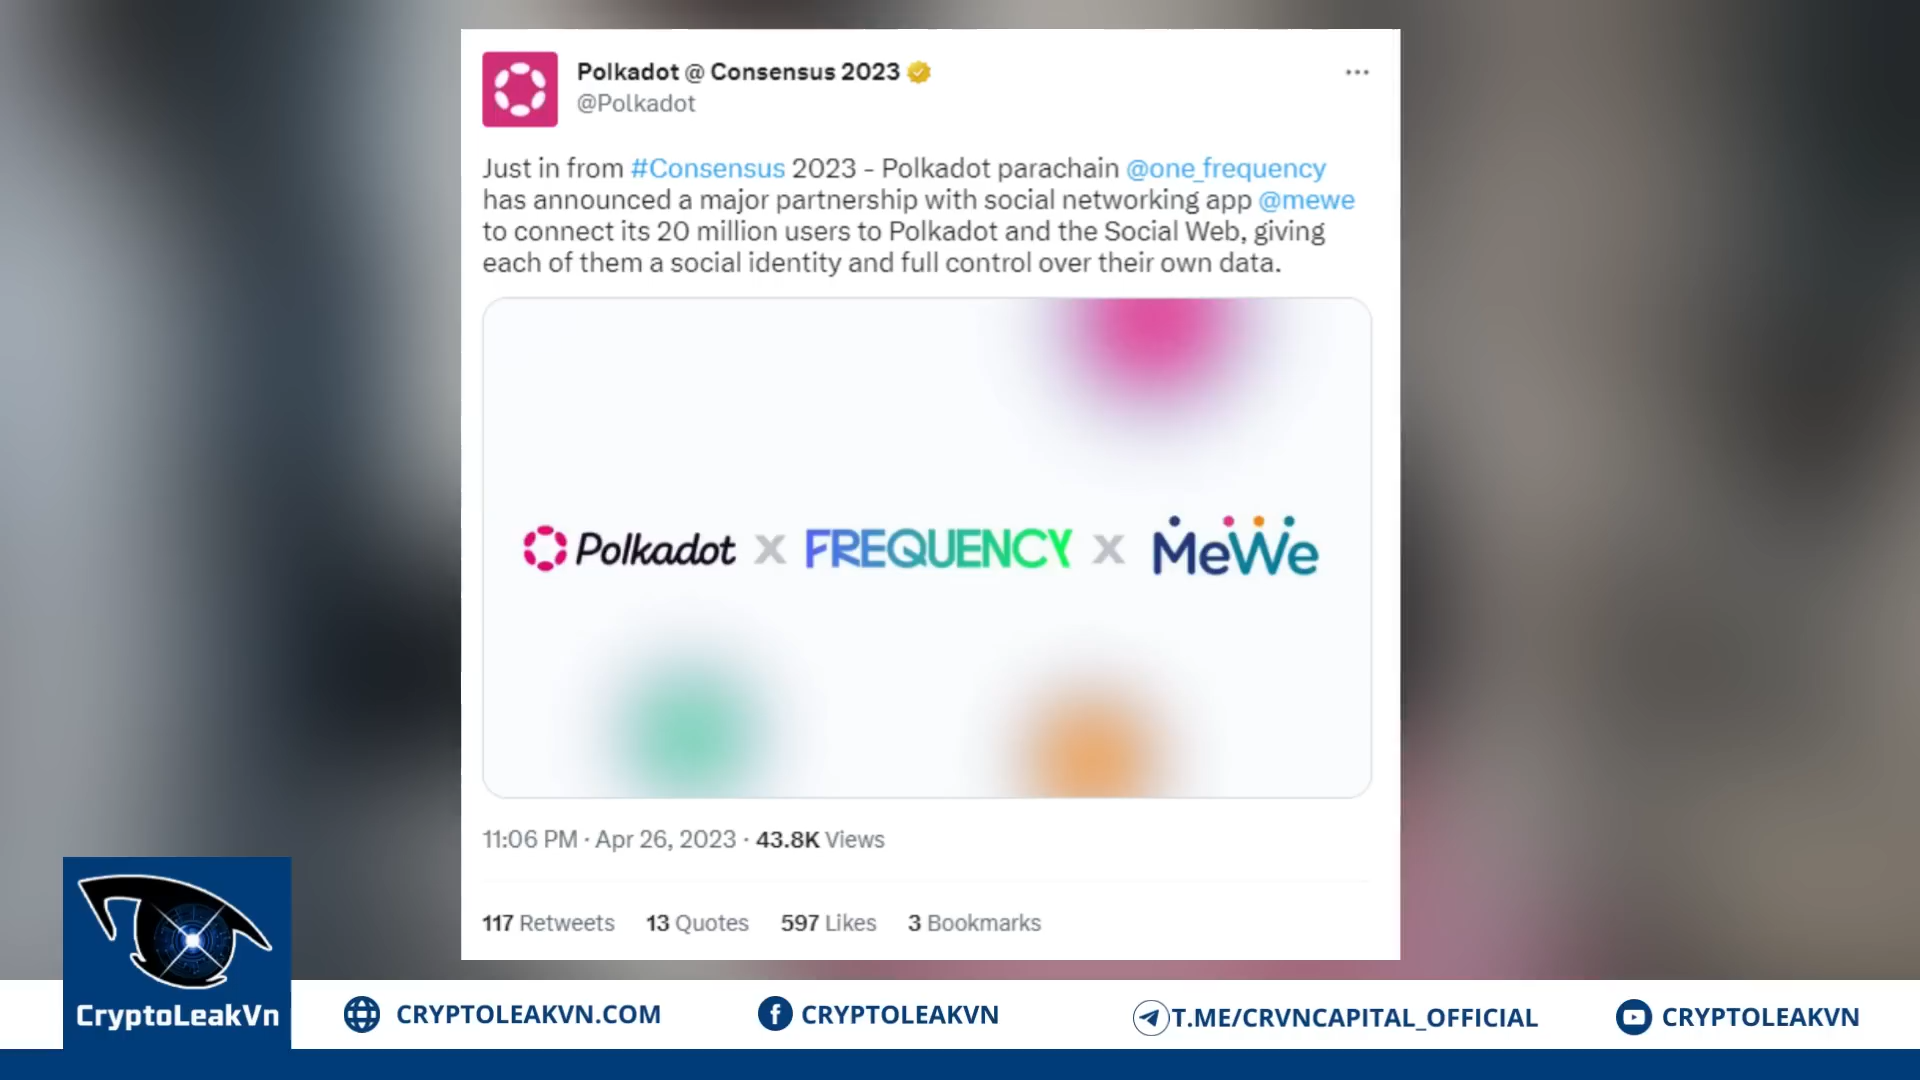 Polkadot @ Consensus 2023
@Polkadot
Just in from #Consensus 2023 - Polkadot parachain @one_frequency
has announced a major partnership with social networking app @mewe
to connect its 20 million users to Polkadot and the Social Web, giving
each of them a social identity and full control over their own data.
Polkadot x FREQUENCY x MeWe
11:06 PM · Apr 26, 2023 · 43.8K Views
117 Retweets 13 Quotes 597 Likes 3 Bookmarks
CryptoLeakVn
CRYPTOLEAKVN.COM
CRYPTOLEAKVN
T.ME/CRVNCAPITAL_OFFICIAL
CRYPTOLEAKVN